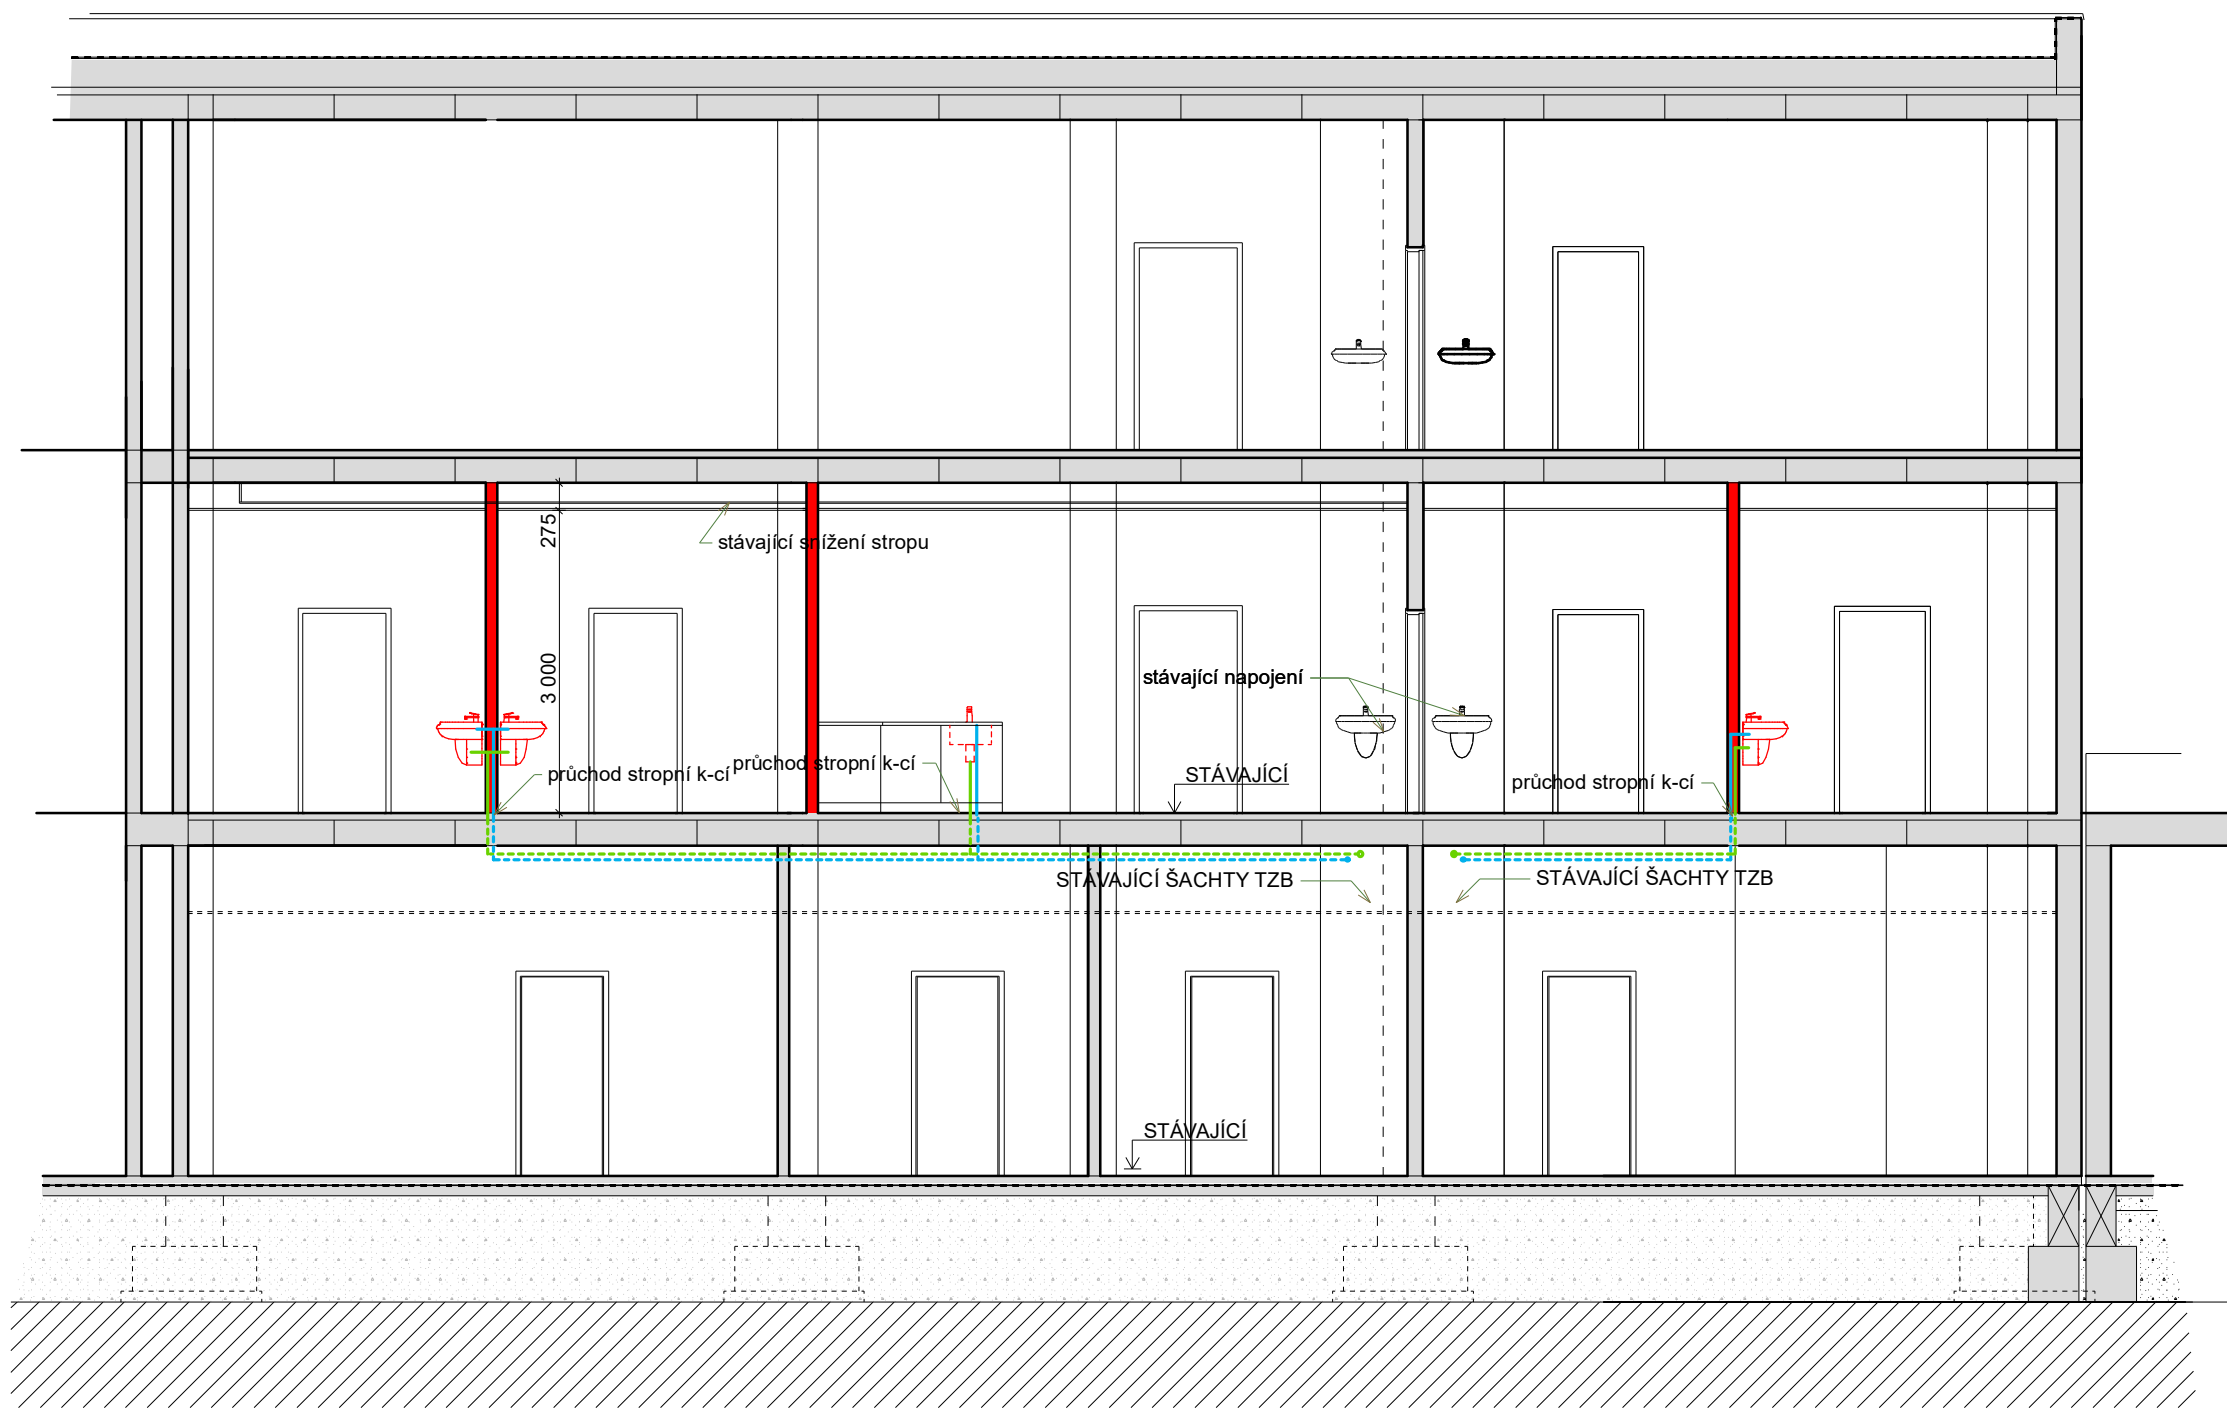 275
stávající snížení stropu
3 000
stávající napojení
průchod stropní k-cí
průchod stropní k-cí
STÁVAJÍCÍ
průchod stropní k-cí
STÁVAJÍCÍ ŠACHTY TZB
STÁVAJÍCÍ ŠACHTY TZB
STÁVAJÍCÍ